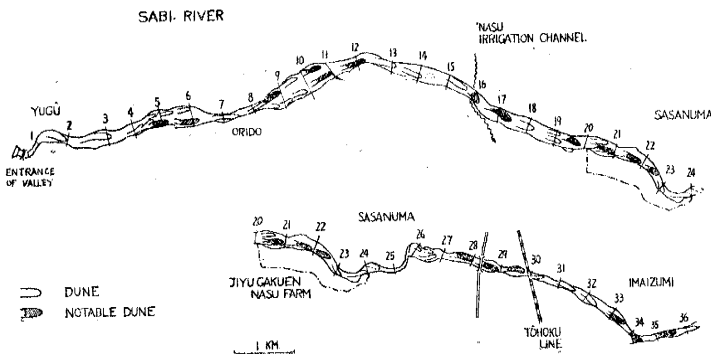 SABI RIVER
'NASU
IRRIGATION CHANNEL
YUGŪ
ORIDO
SASANUMA
ENTRANCE
OF VALLEY
1 2 3 4 5 6 7 8 9 10 11 12 13 14 15 16 17 18 19 20 21 22 23 24
SASANUMA
20 21 22 23 24 25 26 27 28 29 30 31 32 33 34 35 36
JIYU GAKUEN
NASU FARM
IMAIZUMI
DUNE
NOTABLE DUNE
TŌHOKU
LINE
1 KM